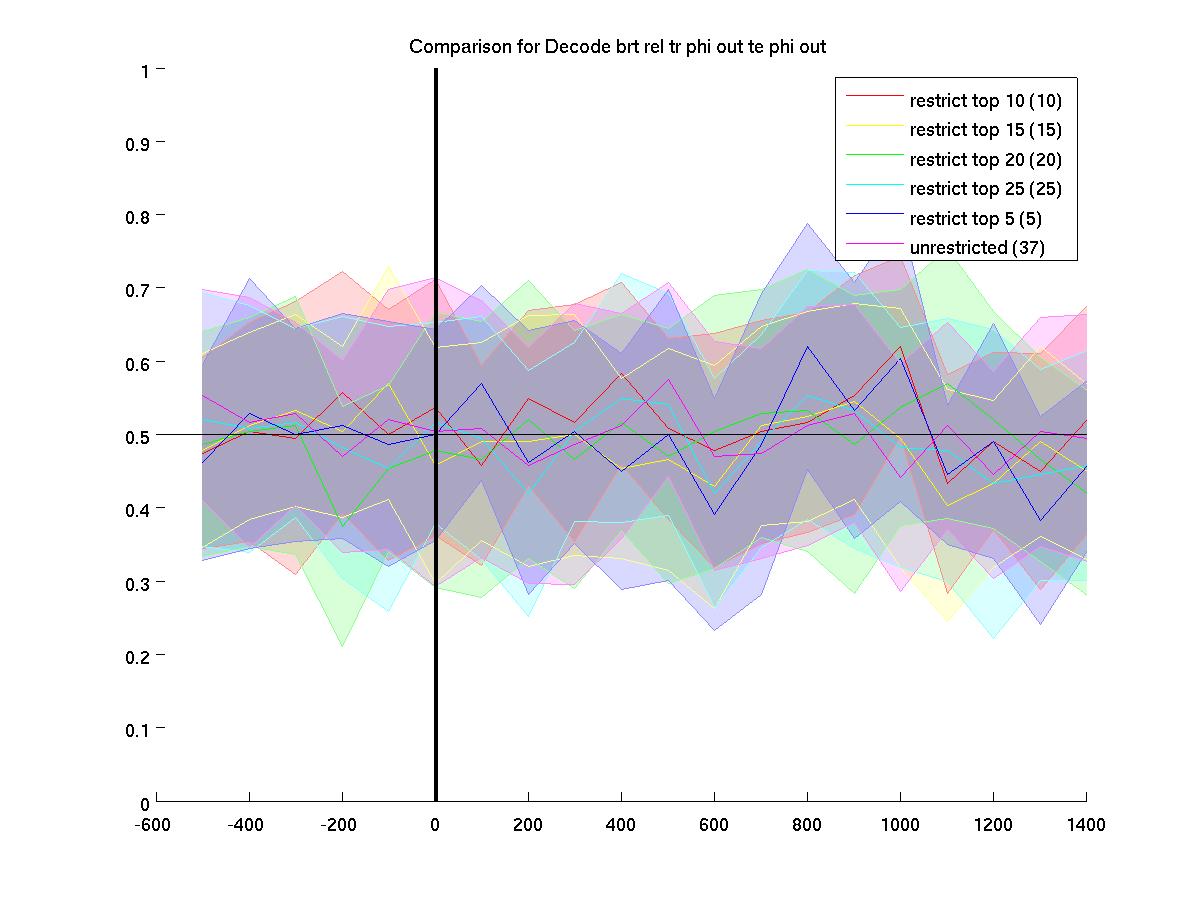 Comparison for Decode brt rel tr phi out te phi out
1
0.9
0.8
0.7
0.6
0.5
0.4
0.3
0.2
0.1
0
restrict top 10 (10)
restrict top 15 (15)
restrict top 20 (20)
restrict top 25 (25)
restrict top 5 (5)
unrestricted (37)
-600 -400 -200 0 200 400 600 800 1000 1200 1400